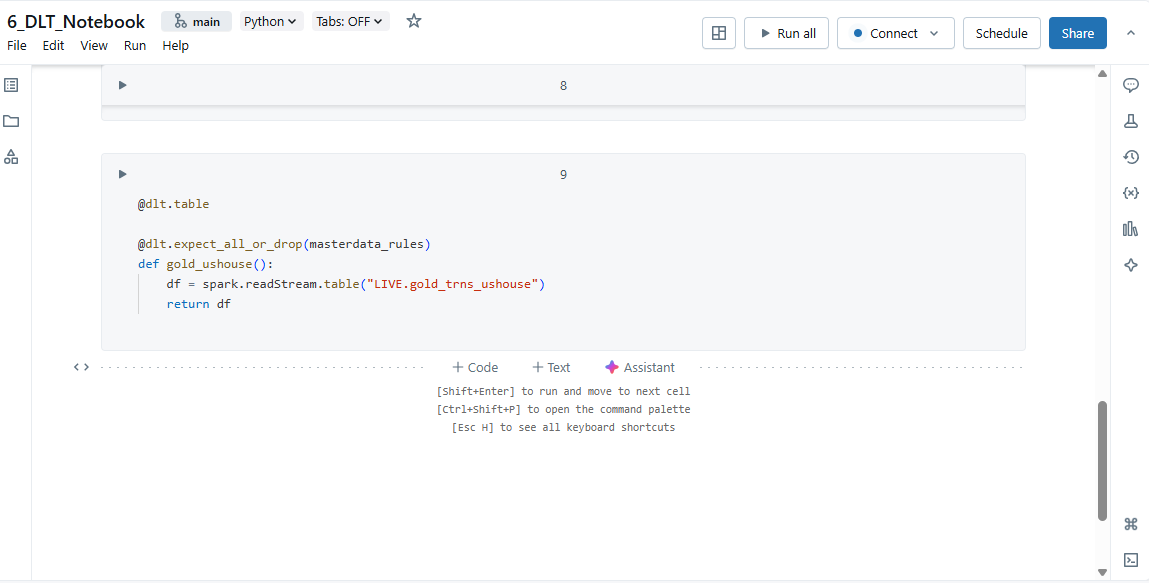 6_DLT_Notebook main Python Tabs: OFF
File Edit View Run Help
Run all Connect Schedule Share
8
9
@dlt.table
@dlt.expect_all_or_drop(masterdata_rules)
def gold_ushouse():
    df = spark.readStream.table("LIVE.gold_trns_ushouse")
    return df
+ Code + Text Assistant
[Shift+Enter] to run and move to next cell
[Ctrl+Shift+P] to open the command palette
[Esc H] to see all keyboard shortcuts